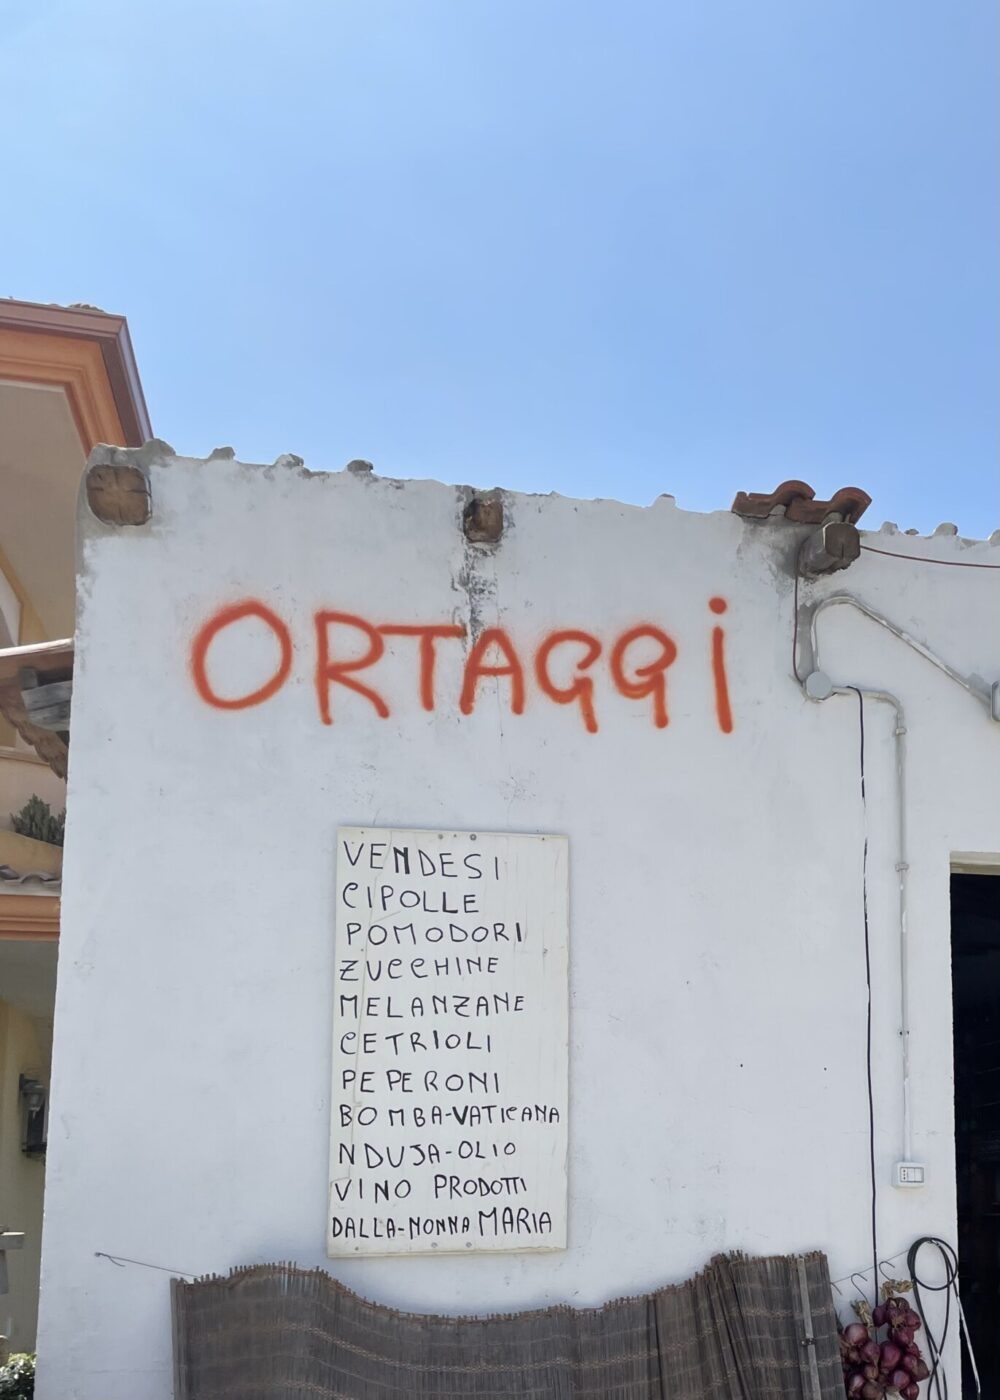 ORTAGGi
VENDESI
CIPOLLE
POMODORI
ZUCCHINE
MELANZANE
CETRIOLI
PEPERONI
BOMBA-VATICANA
NDUJA-OLIO
VINO PRODOTTI
DALLA-NONNA MARIA